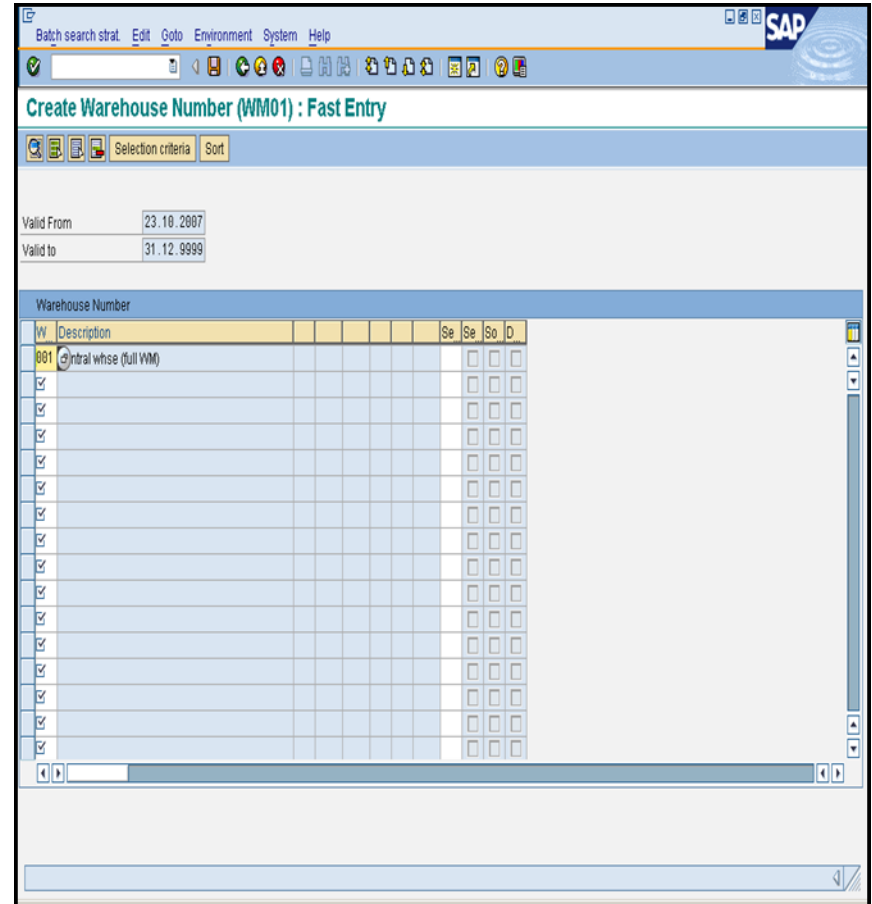 SAP
Batch search strat. Edit Goto Environment System Help
Create Warehouse Number (WM01) : Fast Entry
Selection criteria Sort
Valid From 23.10.2007
Valid to 31.12.9999
Warehouse Number
W... Description Se... Se... So... D...
001 ntral whse (full WM)